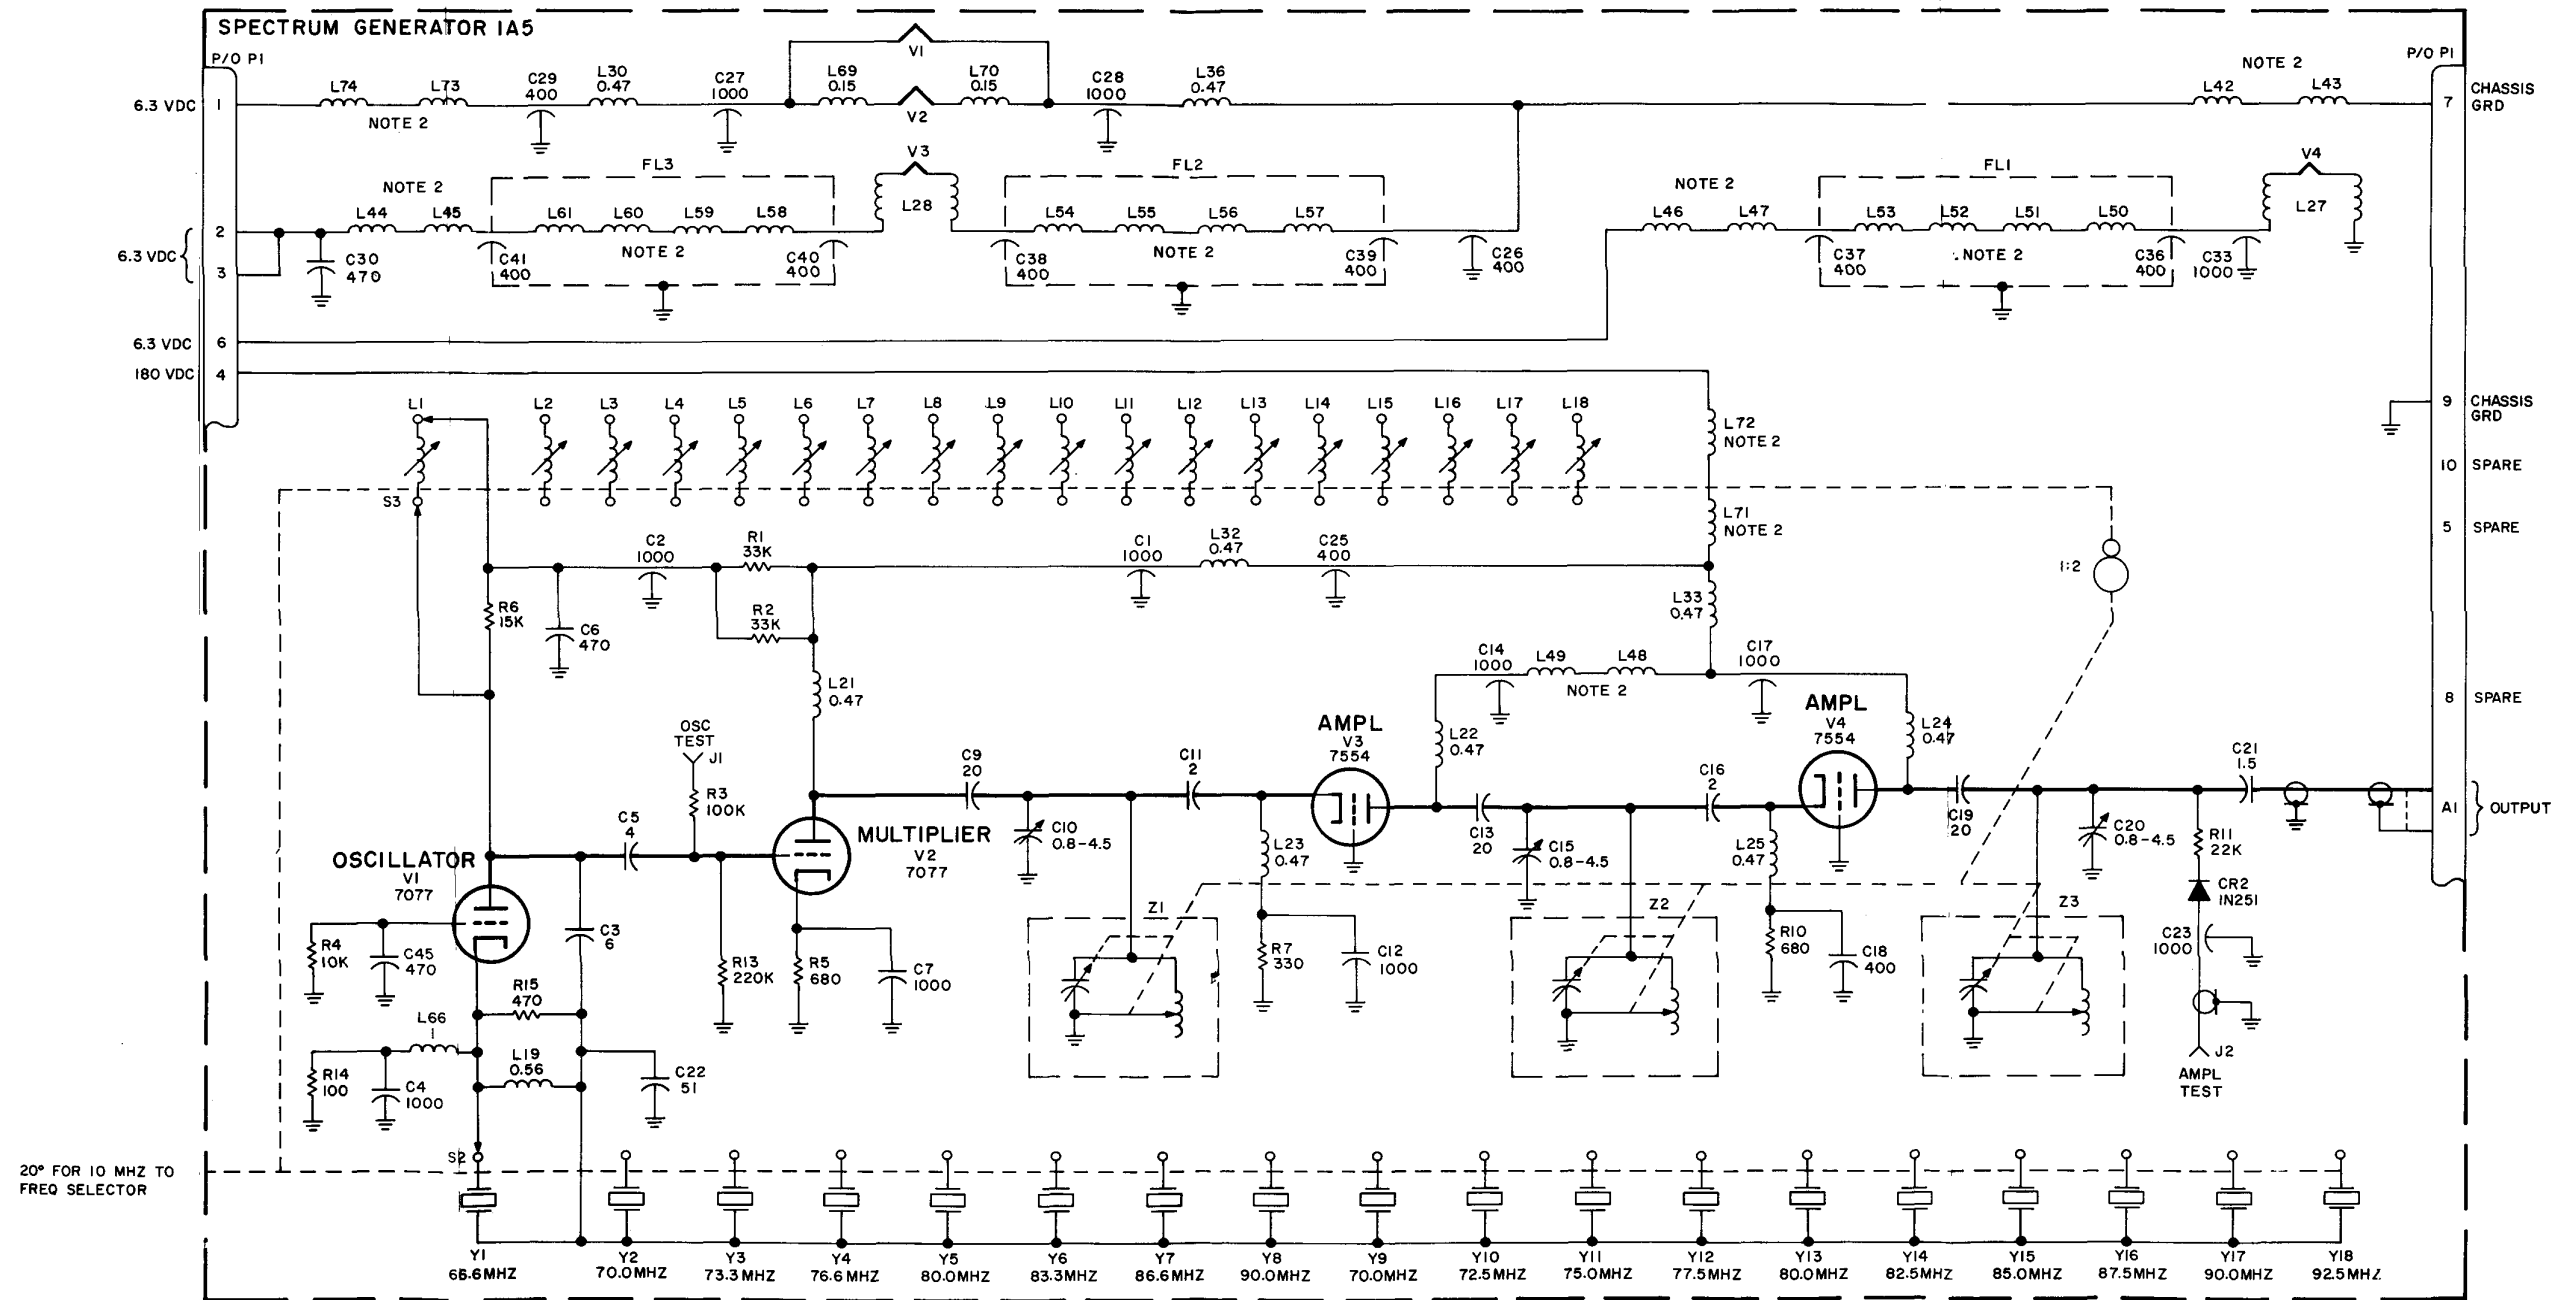 SPECTRUM GENERATOR 1A5
P/O P1
P/O P1
6.3 VDC 1
L74
L73
NOTE 2
C29
400
L30
0.47
C27
1000
V1
L69
0.15
V2
L70
0.15
C28
1000
L36
0.47
NOTE 2
L42
L43
7 CHASSIS
GRD
6.3 VDC
2
3
NOTE 2
L44
L45
C30
470
FL3
C41
400
L61
L60
L59
L58
NOTE 2
C40
400
V3
L28
FL2
C38
400
L54
L55
L56
L57
NOTE 2
C39
400
C26
400
NOTE 2
L46
L47
FL1
C37
400
L53
L52
L51
L50
NOTE 2
C36
400
C33
1000
V4
L27
6.3 VDC 6
180 VDC 4
L1
L2
L3
L4
L5
L6
L7
L8
L9
L10
L11
L12
L13
L14
L15
L16
L17
L18
S3
L72
NOTE 2
L71
NOTE 2
9 CHASSIS
GRD
10 SPARE
5 SPARE
8 SPARE
1:2
C2
1000
R1
33K
R2
33K
C1
1000
L32
0.47
C25
400
L33
0.47
R6
15K
C6
470
L21
0.47
C14
1000
L49
L48
NOTE 2
C17
1000
OSC
TEST
J1
R3
100K
C5
4
MULTIPLIER
V2
7077
C9
20
C10
0.8-4.5
C11
2
AMPL
V3
7554
L22
0.47
L23
0.47
C13
20
C15
0.8-4.5
C16
2
AMPL
V4
7554
L25
0.47
L24
0.47
C19
20
C20
0.8-4.5
C21
1.5
A1
OUTPUT
R11
22K
CR2
1N251
C23
1000
J2
AMPL
TEST
OSCILLATOR
V1
7077
R4
10K
C45
470
C3
6
R15
470
L66
1
R14
100
C4
1000
L19
0.56
C22
51
R13
220K
R5
680
C7
1000
Z1
R7
330
C12
1000
Z2
R10
680
C18
400
Z3
20° FOR 10 MHZ TO
FREQ SELECTOR
S2
Y1
66.6MHZ
Y2
70.0MHZ
Y3
73.3MHZ
Y4
76.6MHZ
Y5
80.0MHZ
Y6
83.3MHZ
Y7
86.6MHZ
Y8
90.0MHZ
Y9
70.0MHZ
Y10
72.5MHZ
Y11
75.0MHZ
Y12
77.5MHZ
Y13
80.0MHZ
Y14
82.5MHZ
Y15
85.0MHZ
Y16
87.5MHZ
Y17
90.0MHZ
Y18
92.5MHZ